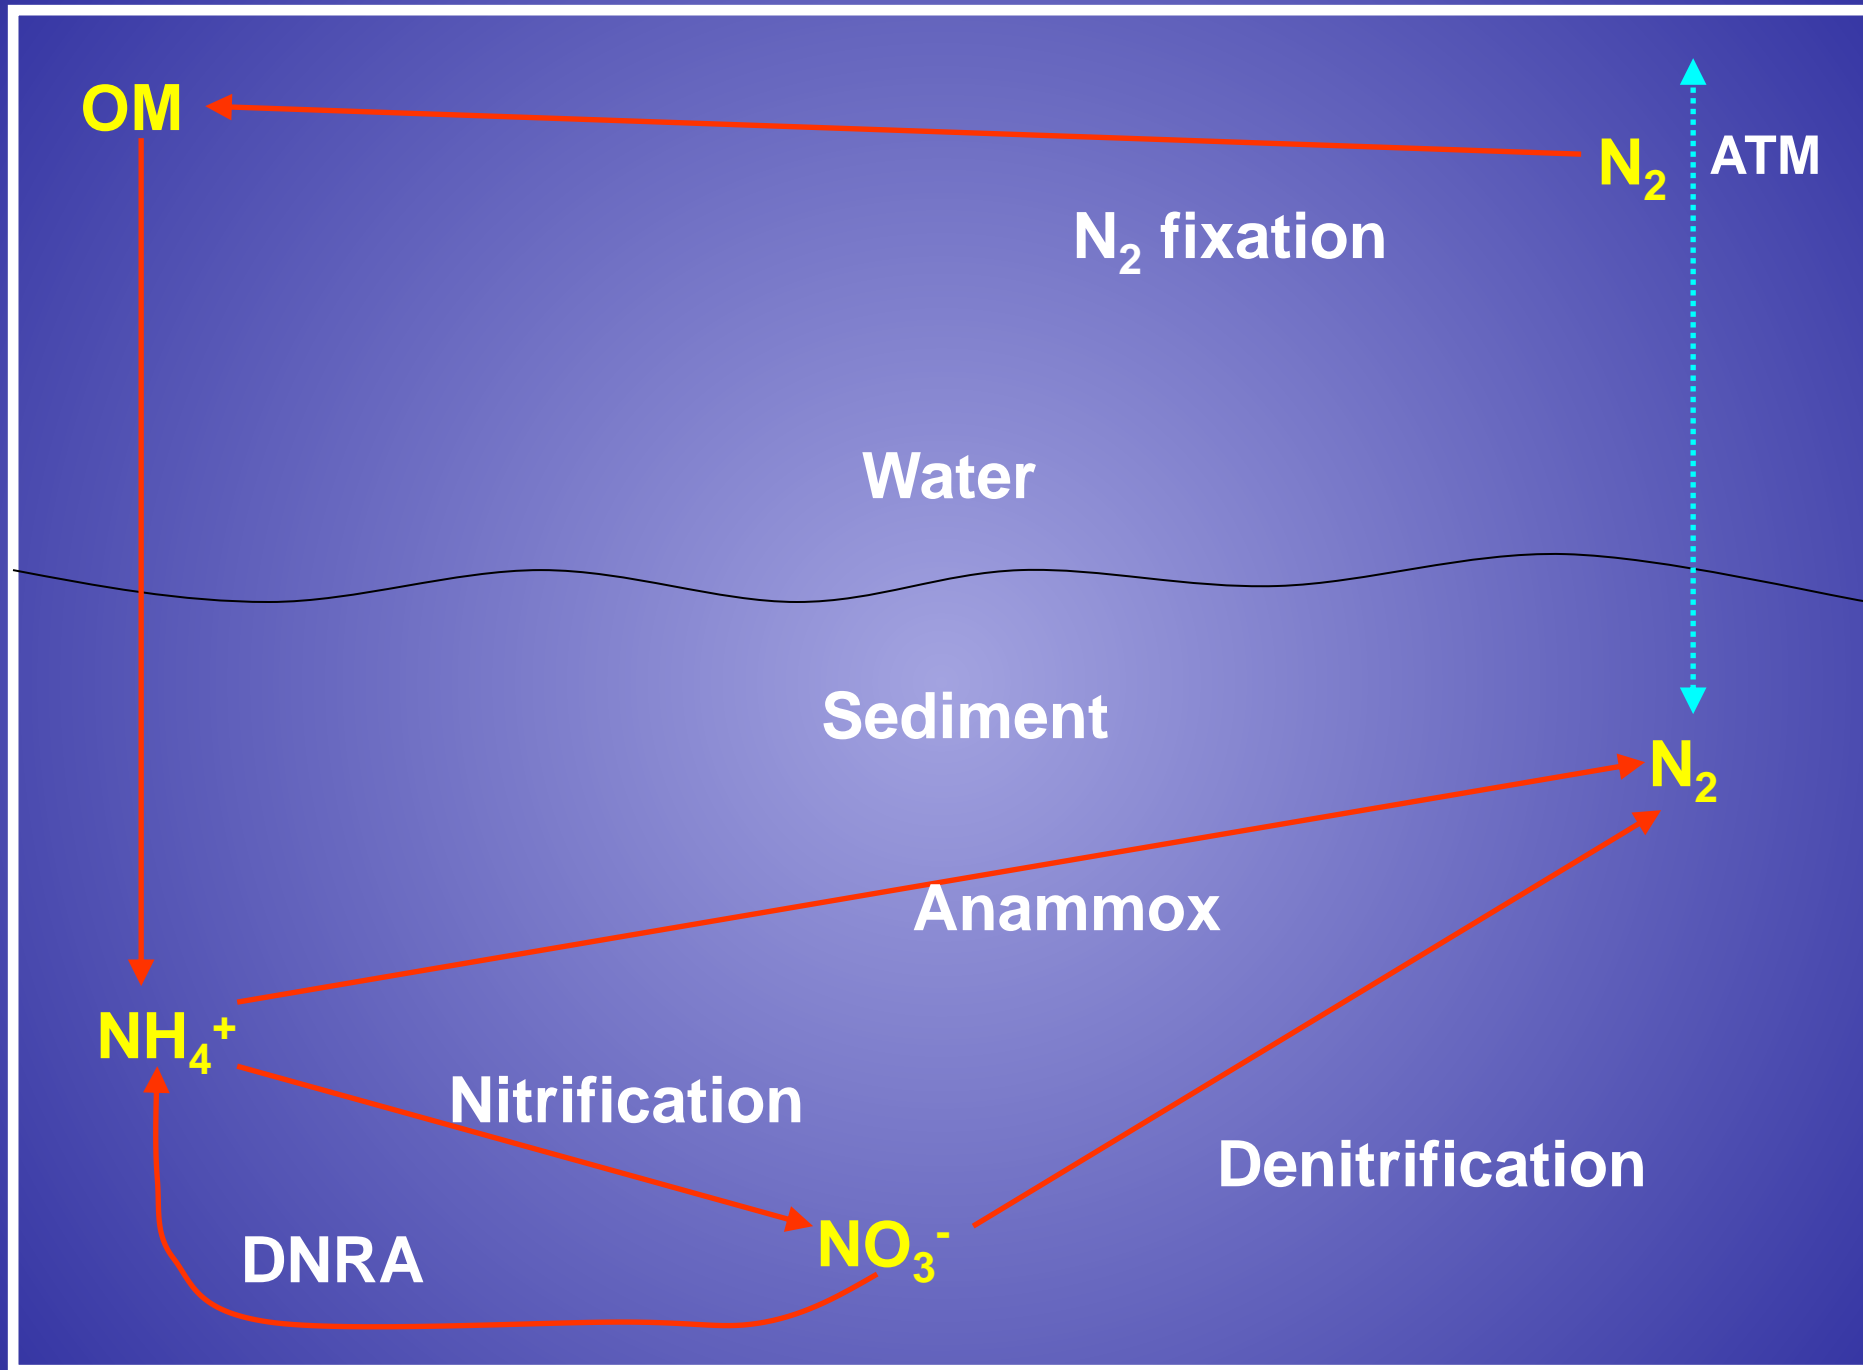 OM
N₂ ATM
N₂ fixation
Water
Sediment
N₂
Anammox
NH₄⁺
Nitrification
Denitrification
NO₃⁻
DNRA